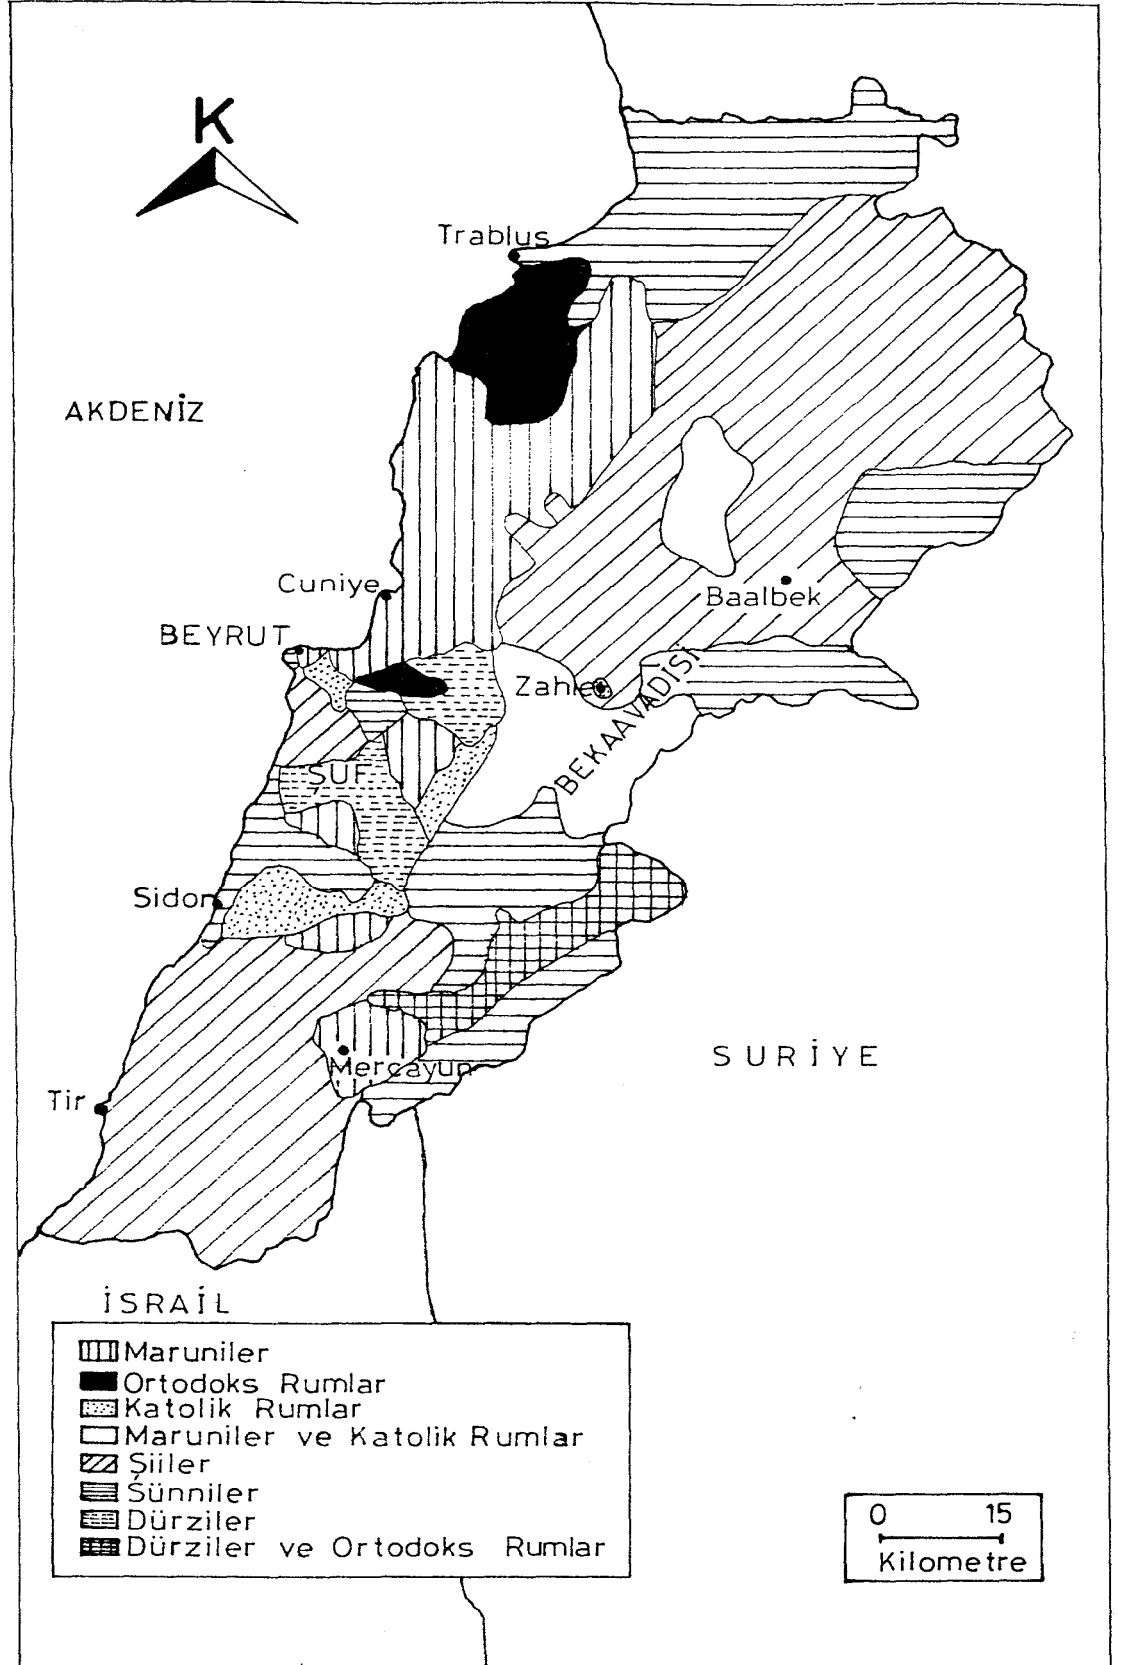 K
Trablus
AKDENİZ
Cuniye
BEYRUT
Baalbek
Zahle
BEKAAVADİSİ
ŞUF
Sidon
SURİYE
Mercayun
Tir
İSRAİL
Maruniler
Ortodoks Rumlar
Katolik Rumlar
Maruniler ve Katolik Rumlar
Şiiler
Sünniler
Dürziler
Dürziler ve Ortodoks Rumlar
0 15
Kilometre